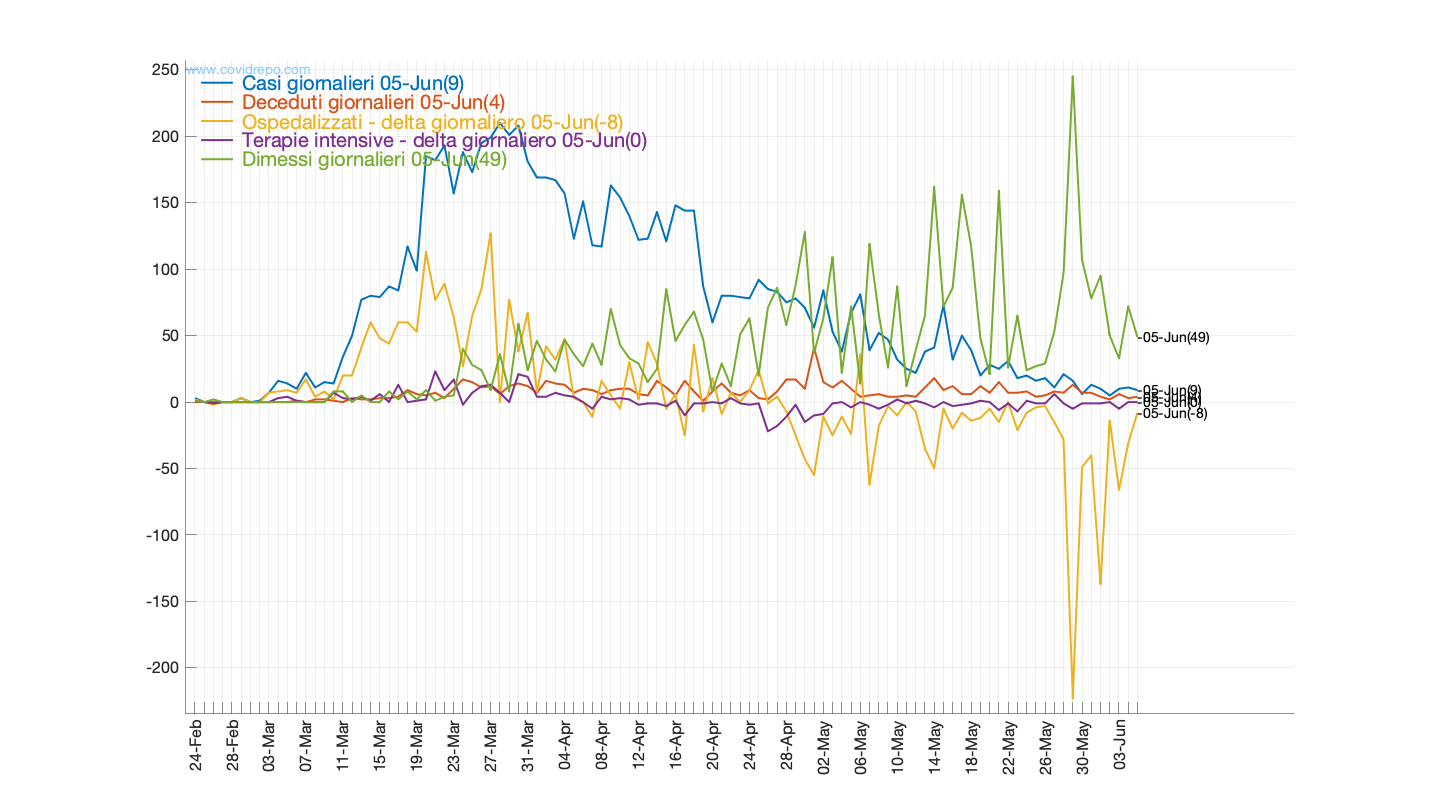 www.covidrepo.com
Casi giornalieri 05-Jun(9)
Deceduti giornalieri 05-Jun(4)
Ospedalizzati - delta giornaliero 05-Jun(-8)
Terapie intensive - delta giornaliero 05-Jun(0)
Dimessi giornalieri 05-Jun(49)
250
200
150
100
50
0
-50
-100
-150
-200
05-Jun(49)
05-Jun(9)
05-Jun(0)
05-Jun(-8)
24-Feb
28-Feb
03-Mar
07-Mar
11-Mar
15-Mar
19-Mar
23-Mar
27-Mar
31-Mar
04-Apr
08-Apr
12-Apr
16-Apr
20-Apr
24-Apr
28-Apr
02-May
06-May
10-May
14-May
18-May
22-May
26-May
30-May
03-Jun